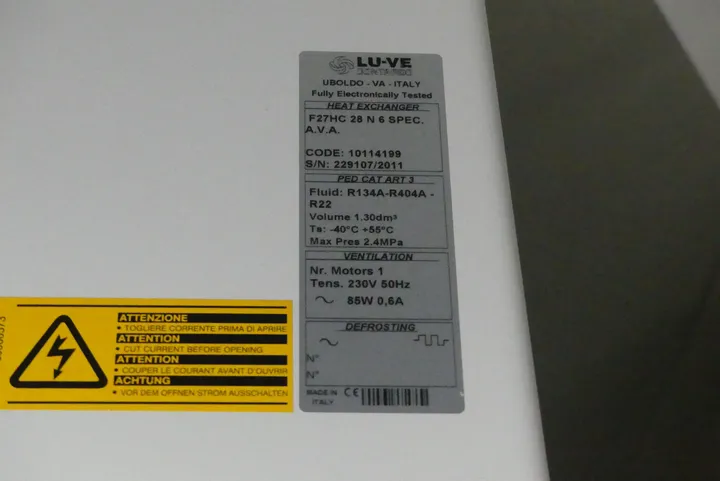 LU-VE
CONTARDO
UBOLDO - VA - ITALY
Fully Electronically Tested
HEAT EXCHANGER
F27HC 28 N 6 SPEC.
A.V.A.
CODE: 10114199
S/N: 229107/2011
PED CAT ART 3
Fluid: R134A-R404A -
R22
Volume 1.30dm³
Ts: -40°C +55°C
Max Pres 2.4MPa
VENTILATION
Nr. Motors 1
Tens. 230V 50Hz
~ 85W 0,6A
DEFROSTING
N°
N°
MADE IN
ITALY
CE
ATTENZIONE
• TOGLIERE CORRENTE PRIMA DI APRIRE
ATTENTION
• CUT CURRENT BEFORE OPENING
ATTENTION
• COUPER LE COURANT AVANT D'OUVRIR
ACHTUNG
• VOR DEM OFFNEN STROM AUSSCHALTEN